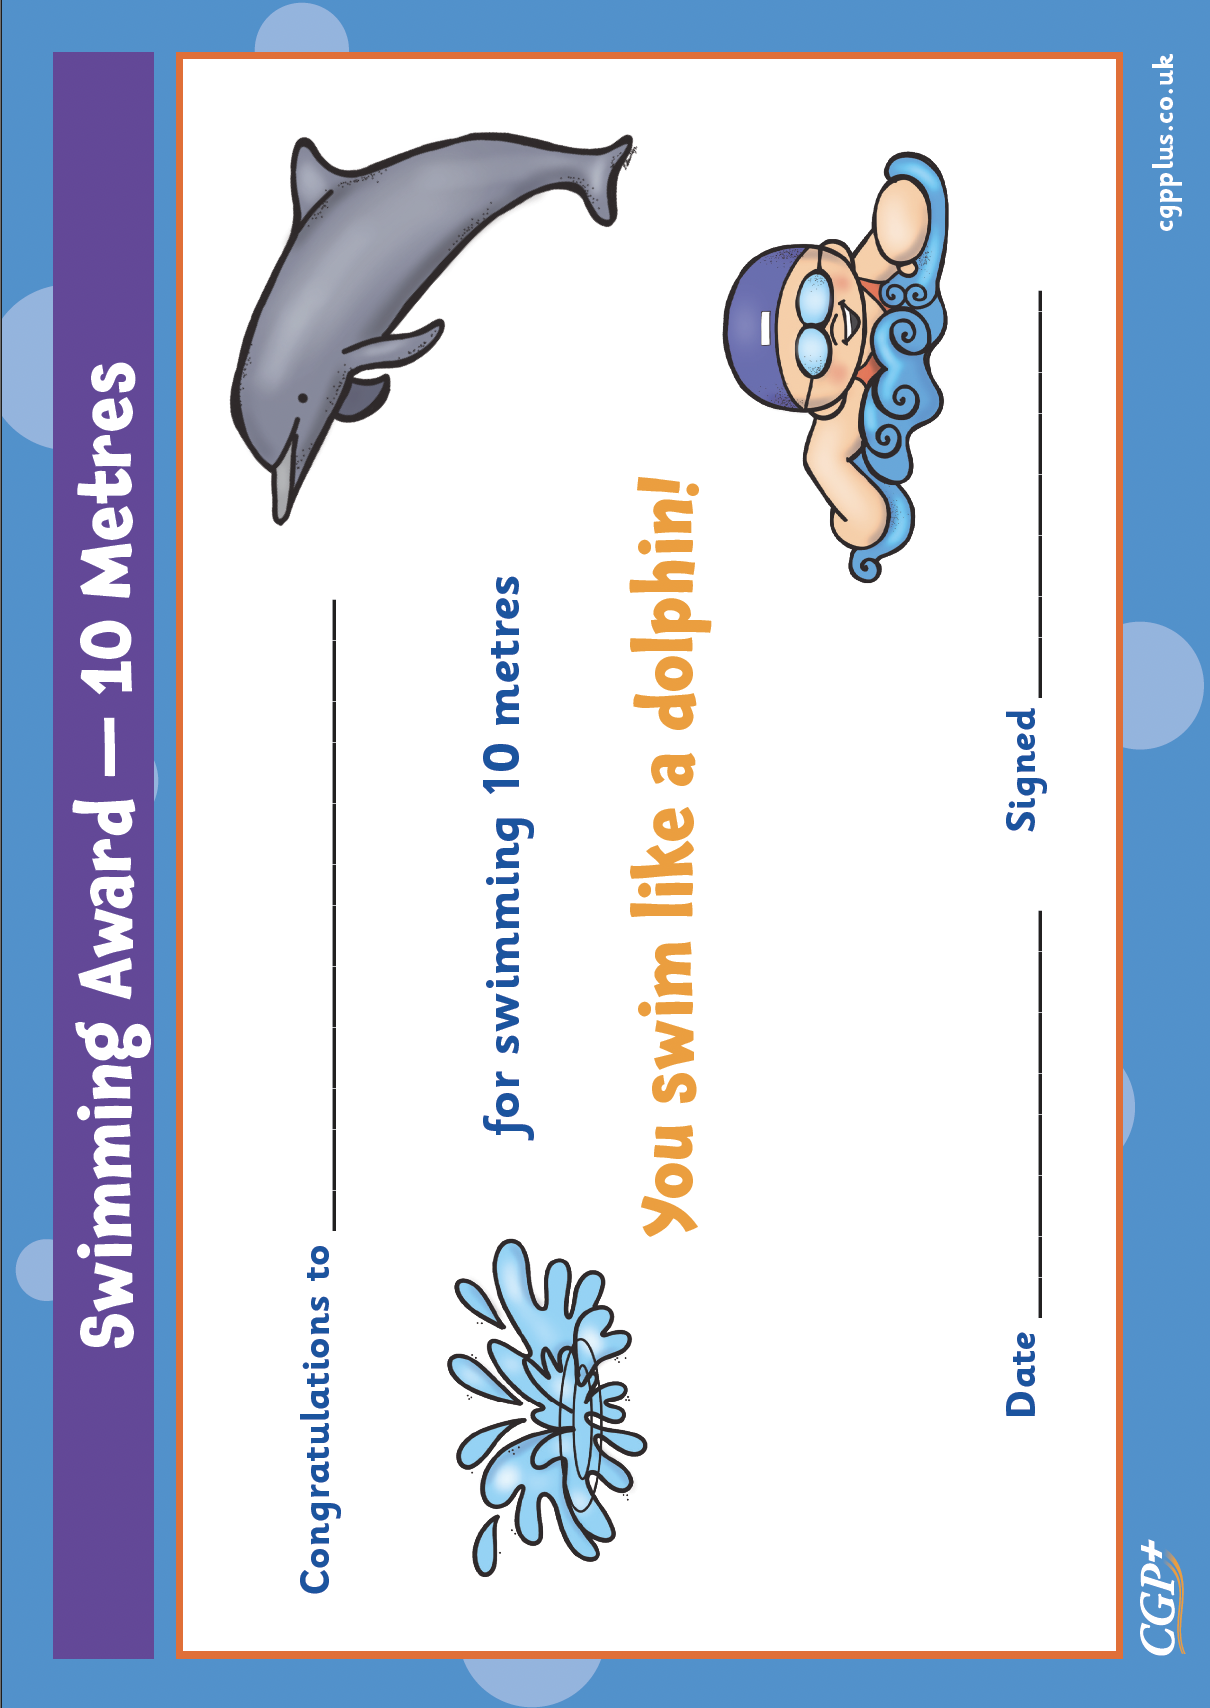 Swimming Award — 10 Metres
Congratulations to
for swimming 10 metres
You swim like a dolphin!
Date
Signed
CGP+
cgpplus.co.uk